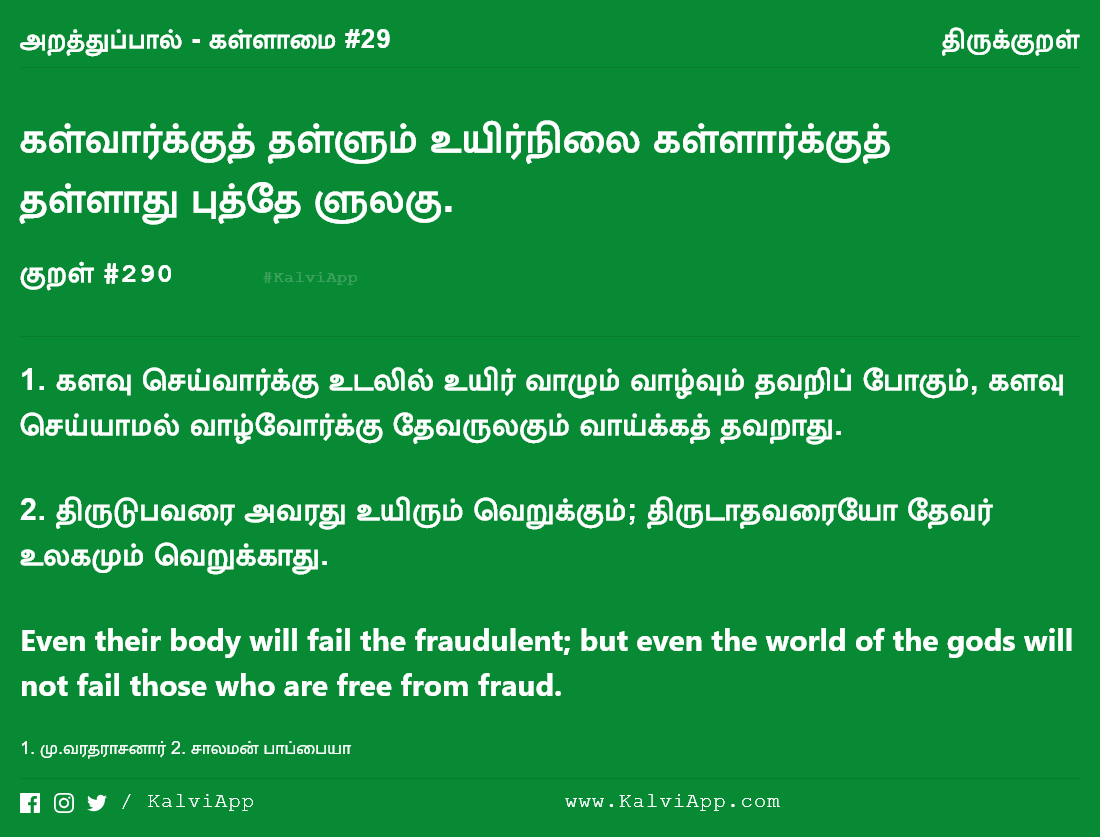 அறத்துப்பால் - கள்ளாமை #29
திருக்குறள்
கள்வார்க்குத் தள்ளும் உயிர்நிலை கள்ளார்க்குத்
தள்ளாது புத்தே ளுலகு.
குறள் #290
#KalviApp
1. களவு செய்வார்க்கு உடலில் உயிர் வாழும் வாழ்வும் தவறிப் போகும், களவு
செய்யாமல் வாழ்வோர்க்கு தேவருலகும் வாய்க்கத் தவறாது.
2. திருடுபவரை அவரது உயிரும் வெறுக்கும்; திருடாதவரையோ தேவர்
உலகமும் வெறுக்காது.
Even their body will fail the fraudulent; but even the world of the gods will
not fail those who are free from fraud.
1. மு.வரதராசனார் 2. சாலமன் பாப்பையா
/ KalviApp
www.KalviApp.com